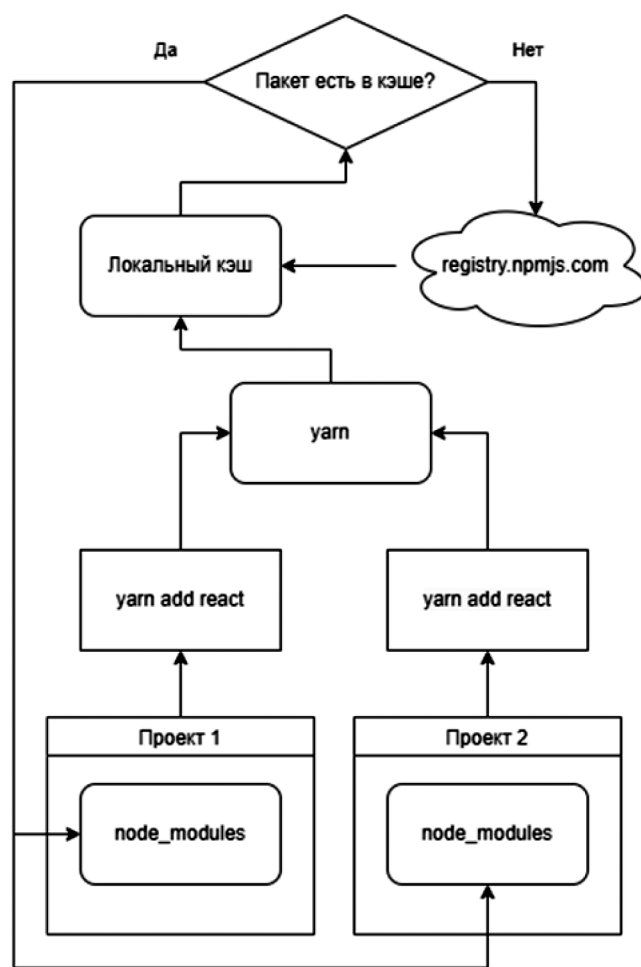 Да
Нет
Пакет есть в кэше?
Локальный кэш
registry.npmjs.com
yarn
yarn add react
yarn add react
Проект 1
Проект 2
node_modules
node_modules